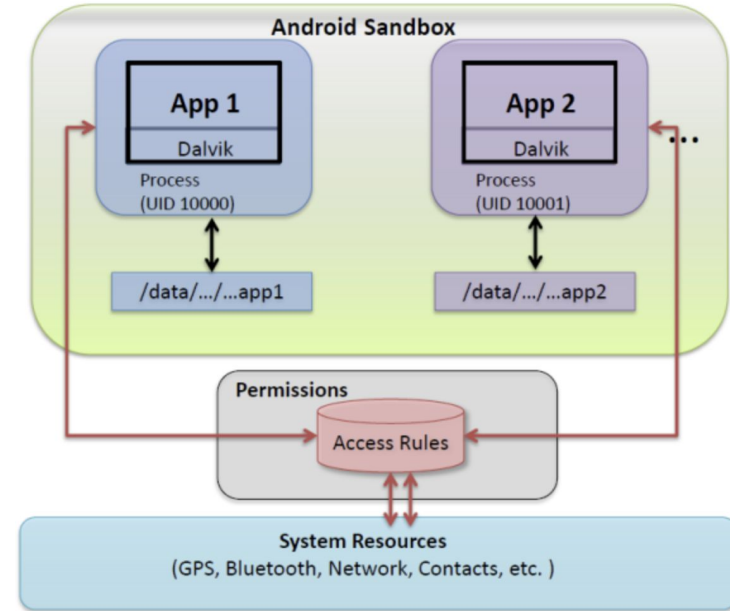 Android Sandbox
App 1
Dalvik
Process
(UID 10000)
/data/.../...app1
App 2
Dalvik
Process
(UID 10001)
/data/.../...app2
...
Permissions
Access Rules
System Resources
(GPS, Bluetooth, Network, Contacts, etc. )